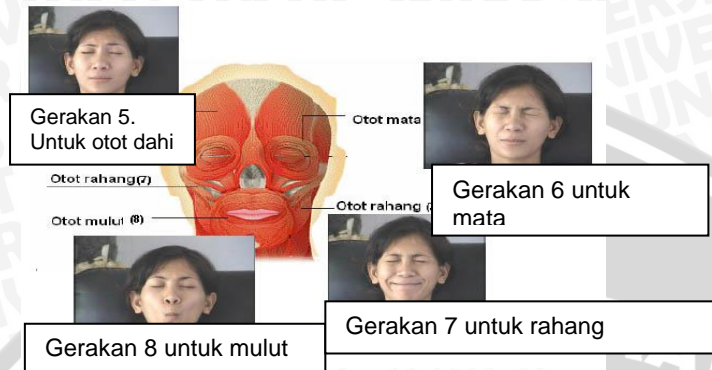 Gerakan 5.
Untuk otot dahi
Otot mata
Otot rahang(7)
Gerakan 6 untuk
mata
Otot rahang
Otot mulut (8)
Gerakan 7 untuk rahang
Gerakan 8 untuk mulut